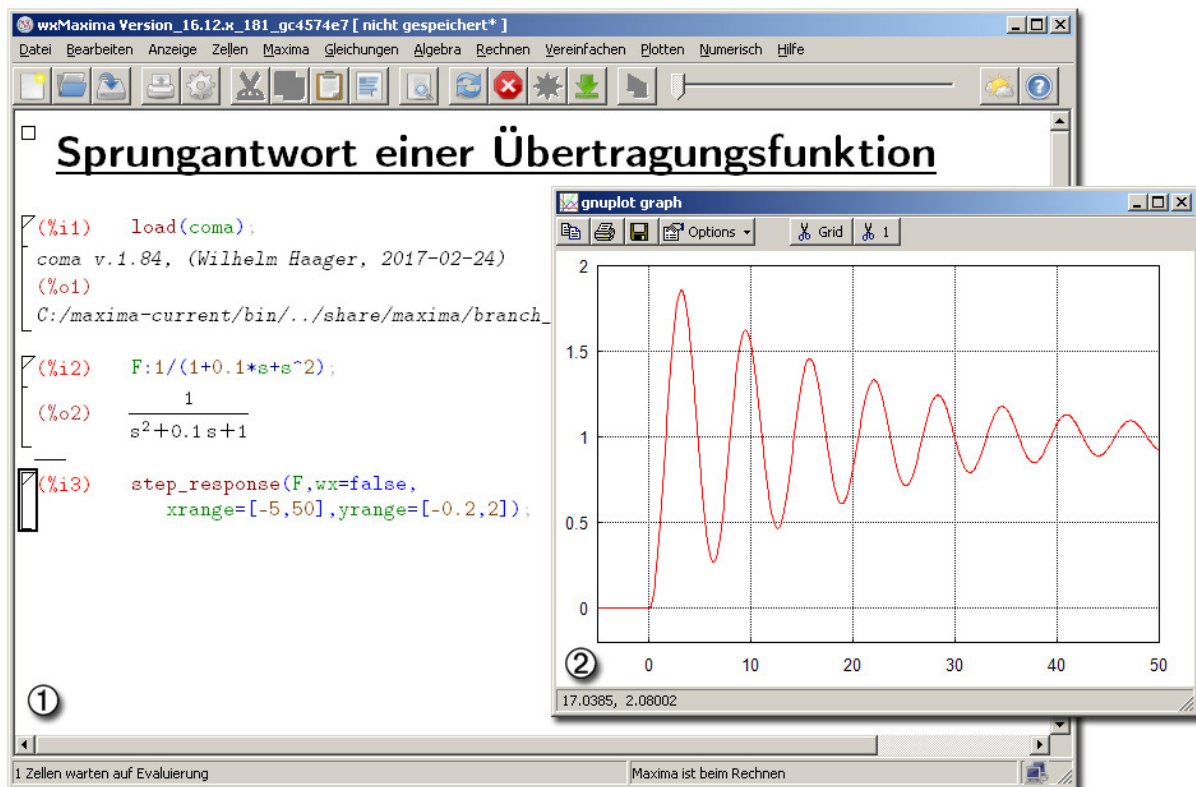 wxMaxima Version_16.12.x_181_gc4574e7 [ nicht gespeichert* ]
Datei Bearbeiten Anzeige Zellen Maxima Gleichungen Algebra Rechnen Vereinfachen Plotten Numerisch Hilfe
Sprungantwort einer Übertragungsfunktion
(%i1) load(coma);
coma v.1.84, (Wilhelm Haager, 2017-02-24)
(%o1)
C:/maxima-current/bin/../share/maxima/branch_
(%i2) F:1/(1+0.1*s+s^2);
(%o2) 1
s²+0.1 s+1
(%i3) step_response(F,wx=false,
xrange=[-5,50],yrange=[-0.2,2]);
①
1 Zellen warten auf Evaluierung
Maxima ist beim Rechnen
gnuplot graph
Options Grid 1
2
1.5
1
0.5
0
0 10 20 30 40 50
②
17.0385, 2.08002